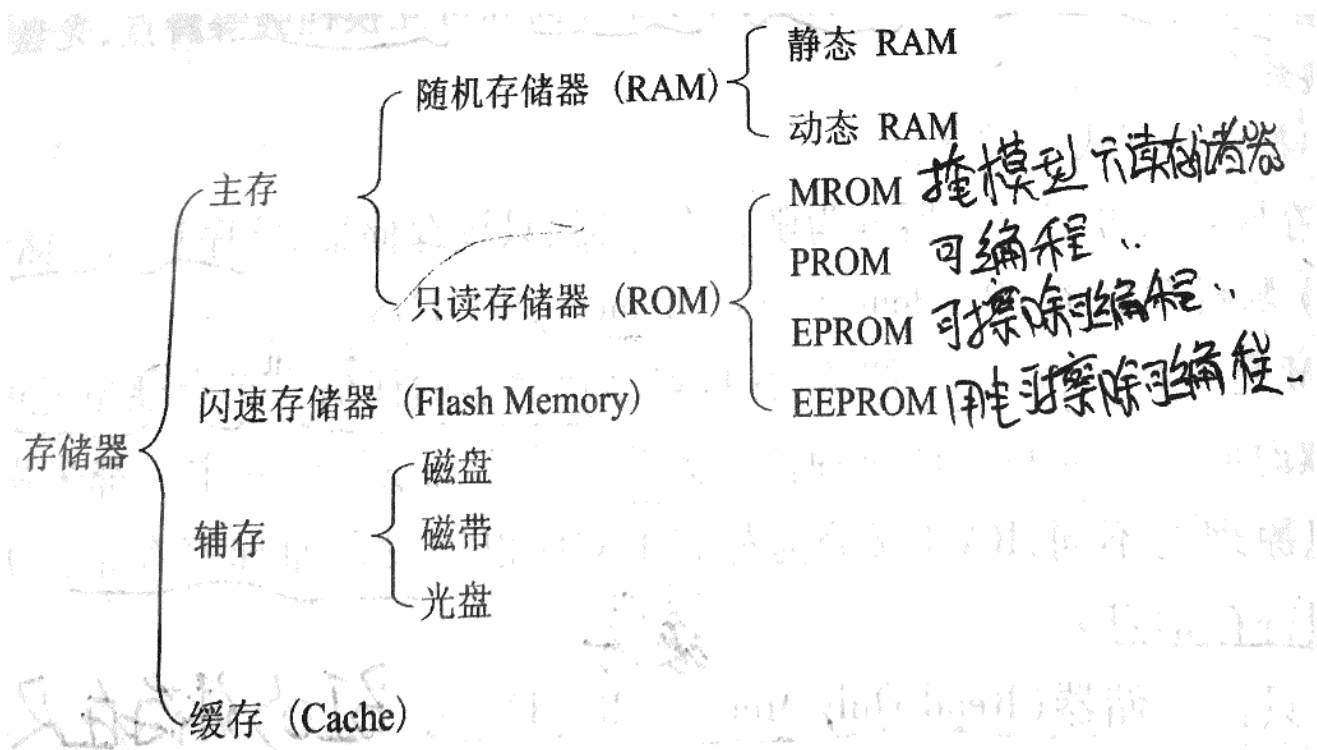 静态 RAM
随机存储器 (RAM)
动态 RAM
主存
MROM 掩模型只读存储器
PROM 可编程 ..
只读存储器 (ROM)
EPROM 可擦除可编程 ..
EEPROM 用电可擦除可编程 ..
闪速存储器 (Flash Memory)
存储器
磁盘
辅存
磁带
光盘
缓存 (Cache)